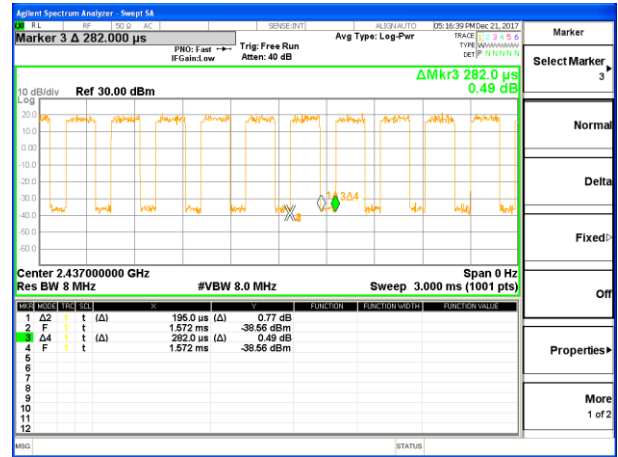 Agilent Spectrum Analyzer - Swept SA
RL RF 50 Ω AC SENSE:INT ALIGNAUTO 05:16:39 PM Dec 21, 2017
Marker 3 Δ 282.000 µs
PNO: Fast
IFGain:Low
Trig: Free Run
Atten: 40 dB
Avg Type: Log-Pwr
TRACE 1 2 3 4 5 6
TYPE
DET P N N N N N
ΔMkr3 282.0 µs
0.49 dB
10 dB/div Ref 30.00 dBm
Log
20.0
10.0
0.00
-10.0
-20.0
-30.0
-40.0
-50.0
-60.0
3Δ4
Center 2.437000000 GHz Span 0 Hz
Res BW 8 MHz #VBW 8.0 MHz Sweep 3.000 ms (1001 pts)
MKR MODE TRC SCL X Y FUNCTION FUNCTION WIDTH FUNCTION VALUE
1 Δ2 1 t (Δ) 195.0 µs (Δ) 0.77 dB
2 F 1 t 1.572 ms -38.56 dBm
3 Δ4 1 t (Δ) 282.0 µs (Δ) 0.49 dB
4 F 1 t 1.572 ms -38.56 dBm
5
6
7
8
9
10
11
12
MSG STATUS
Marker
Select Marker
3
Normal
Delta
Fixed
Off
Properties
More
1 of 2